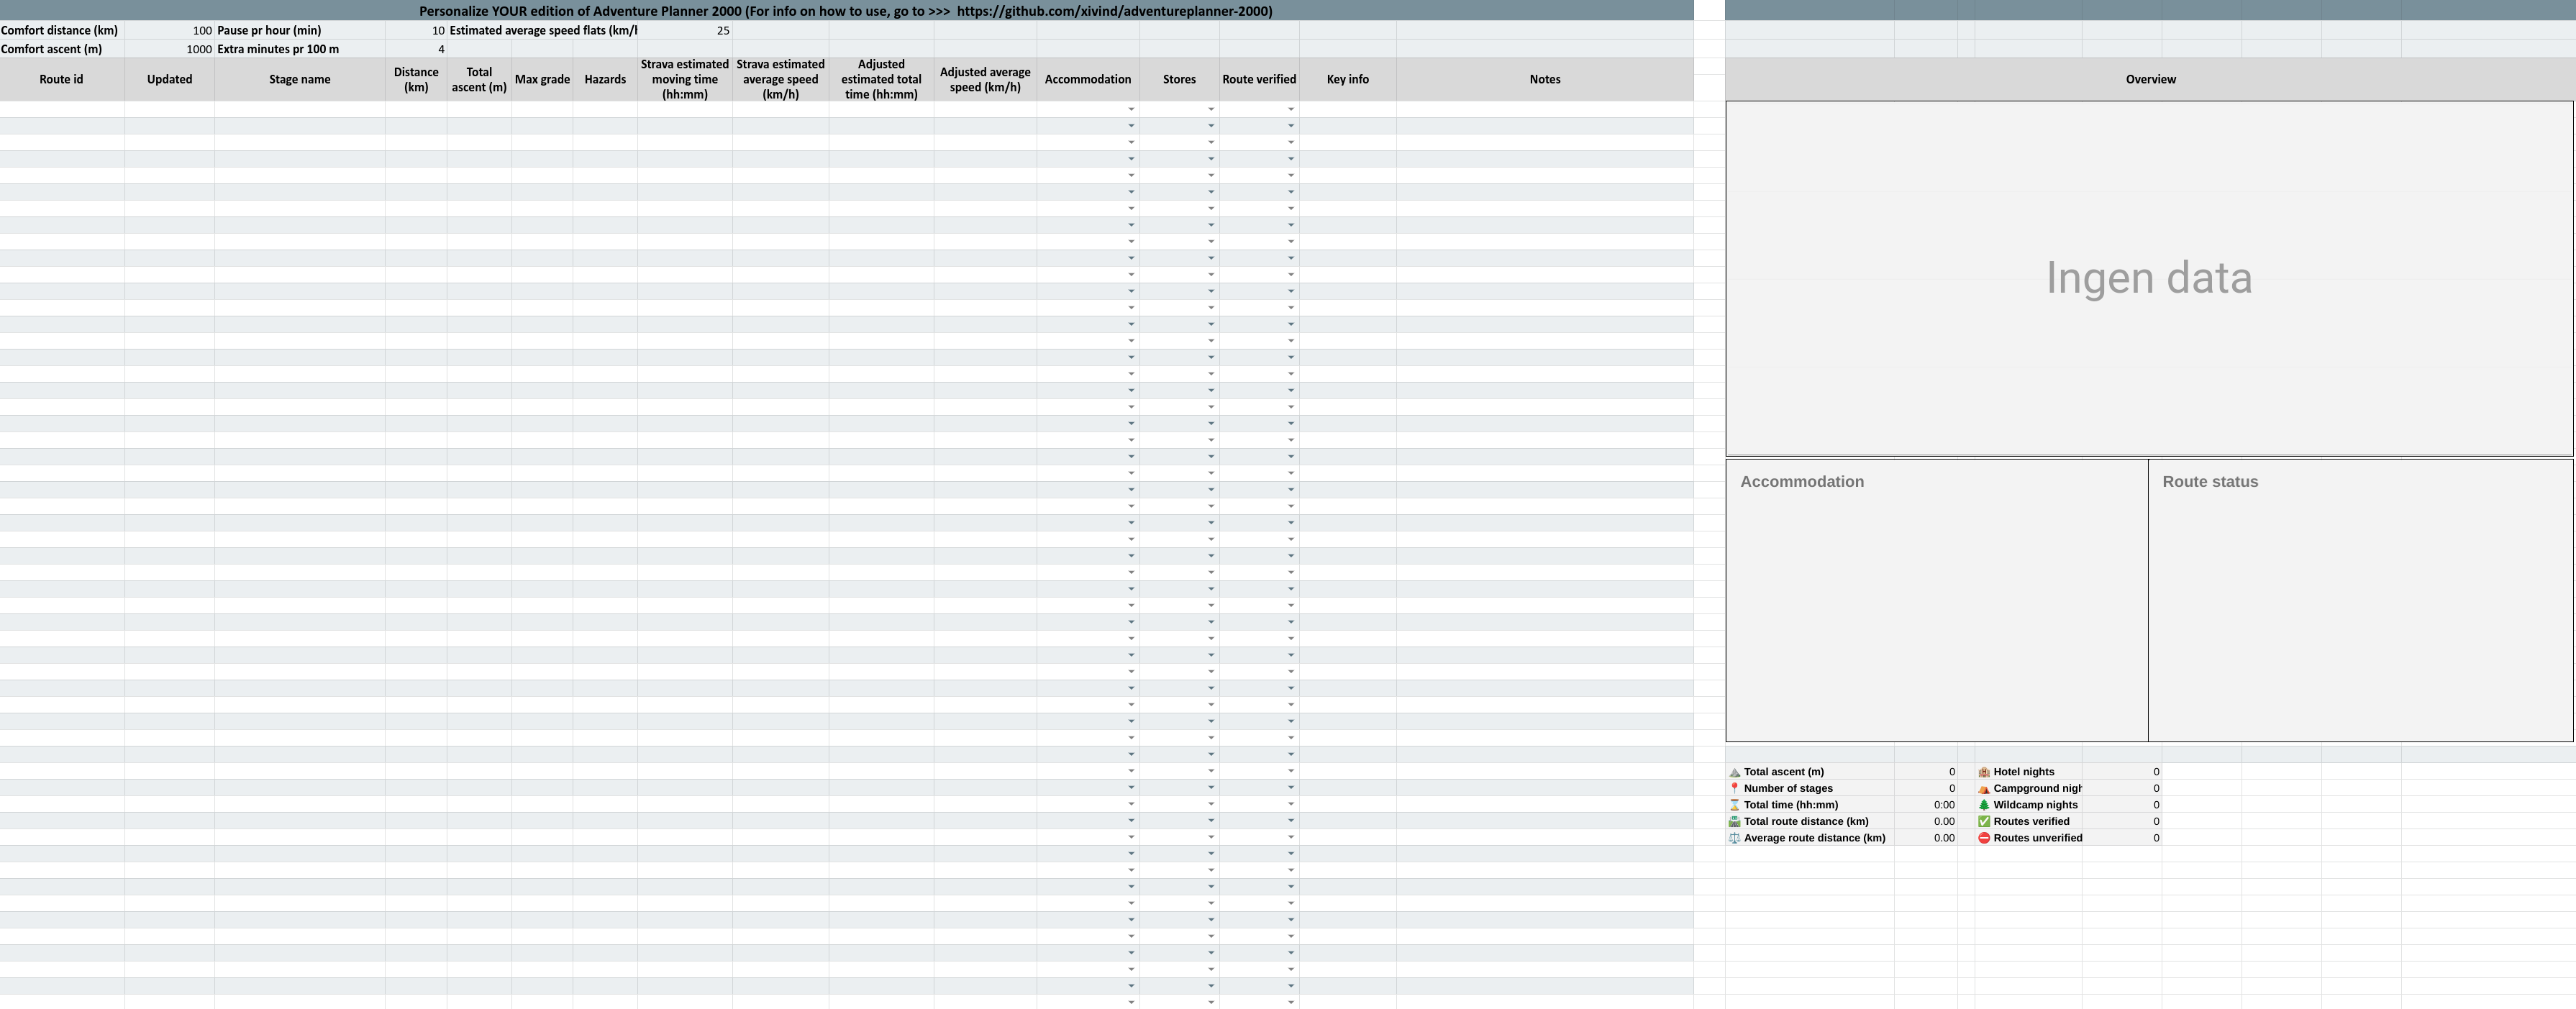 Personalize YOUR edition of Adventure Planner 2000 (For info on how to use, go to >>> https://github.com/xivind/adventureplanner-2000)
Comfort distance (km) 100 Pause pr hour (min) 10 Estimated average speed flats (km/h 25
Comfort ascent (m) 1000 Extra minutes pr 100 m 4
Route id
Updated
Stage name
Distance
(km)
Total
ascent (m)
Max grade
Hazards
Strava estimated
moving time
(hh:mm)
Strava estimated
average speed
(km/h)
Adjusted
estimated total
time (hh:mm)
Adjusted average
speed (km/h)
Accommodation
Stores
Route verified
Key info
Notes
Overview
Ingen data
Accommodation
Route status
Total ascent (m) 0
Number of stages 0
Total time (hh:mm) 0:00
Total route distance (km) 0.00
Average route distance (km) 0.00
Hotel nights 0
Campground nigh 0
Wildcamp nights 0
Routes verified 0
Routes unverified 0